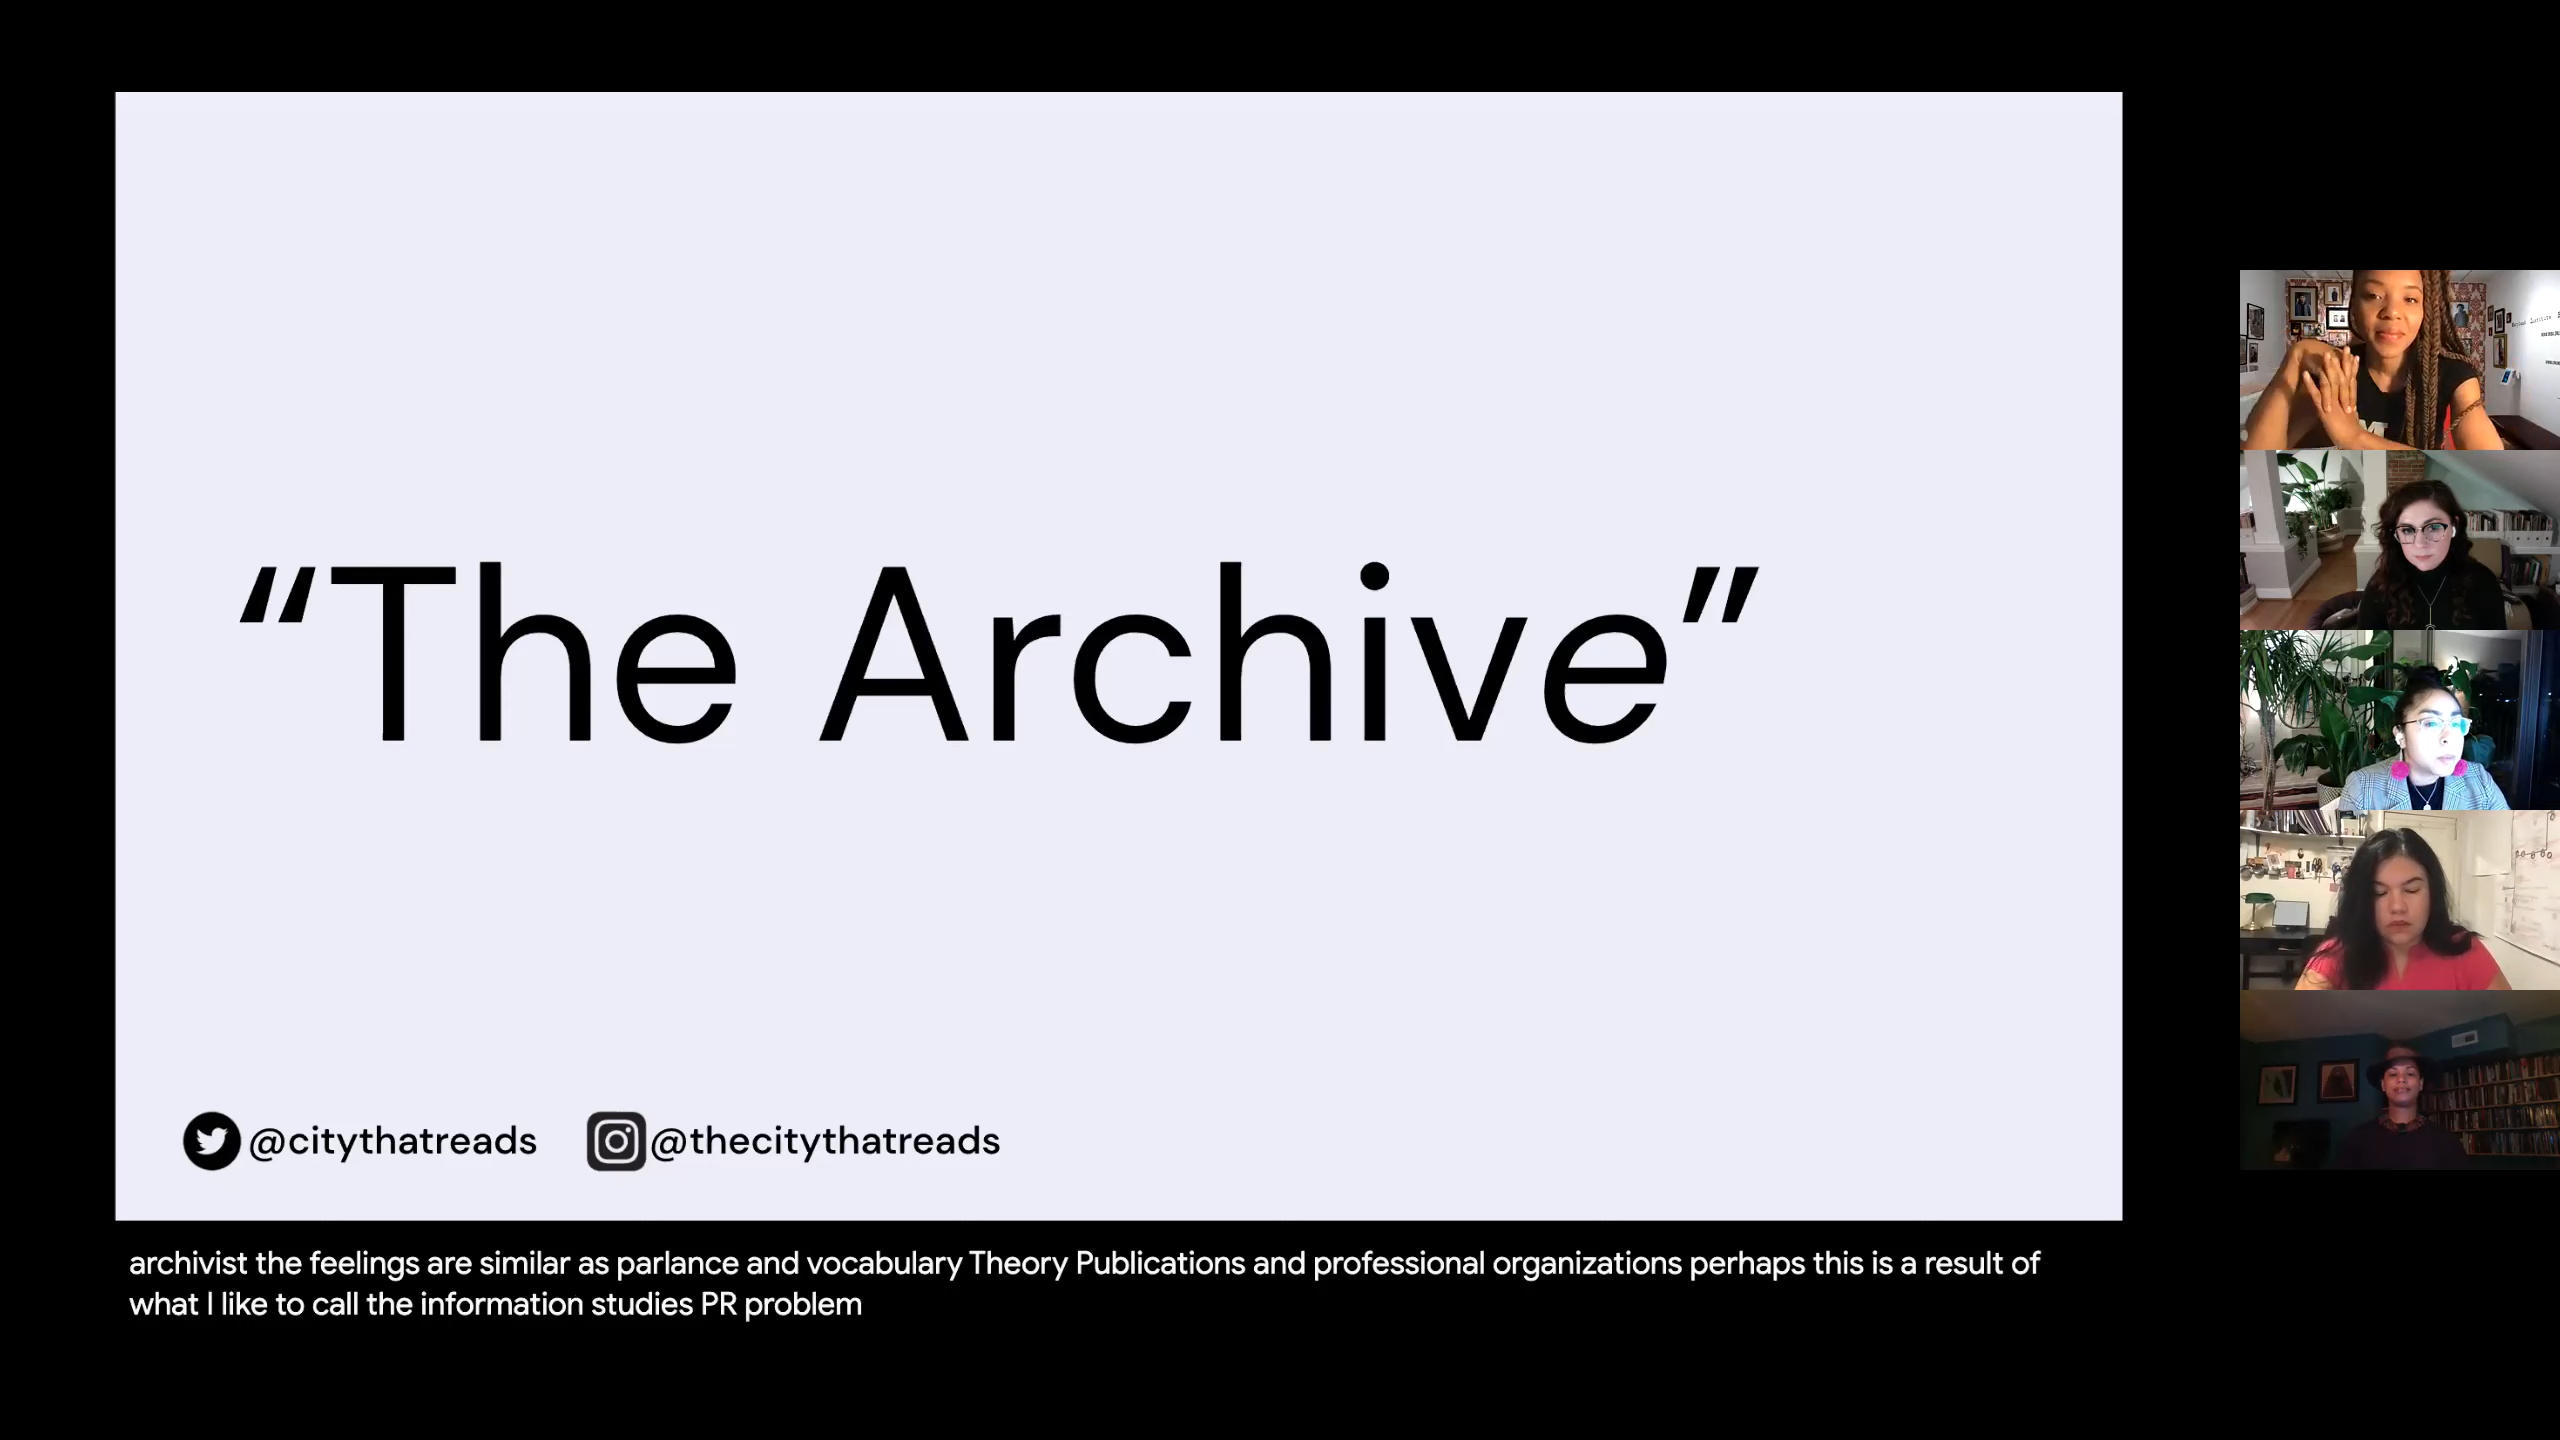 “The Archive”
@citythatreads @thecitythatreads
archivist the feelings are similar as parlance and vocabulary Theory Publications and professional organizations perhaps this is a result of
what I like to call the information studies PR problem